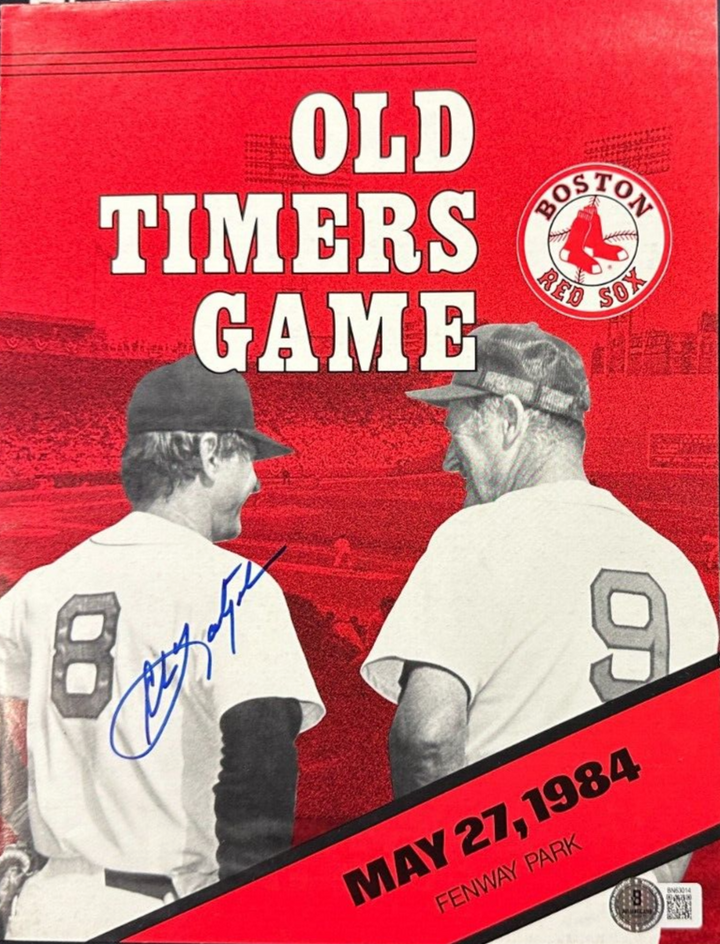 OLD
TIMERS
GAME
BOSTON
RED SOX
8
9
MAY 27, 1984
FENWAY PARK
B